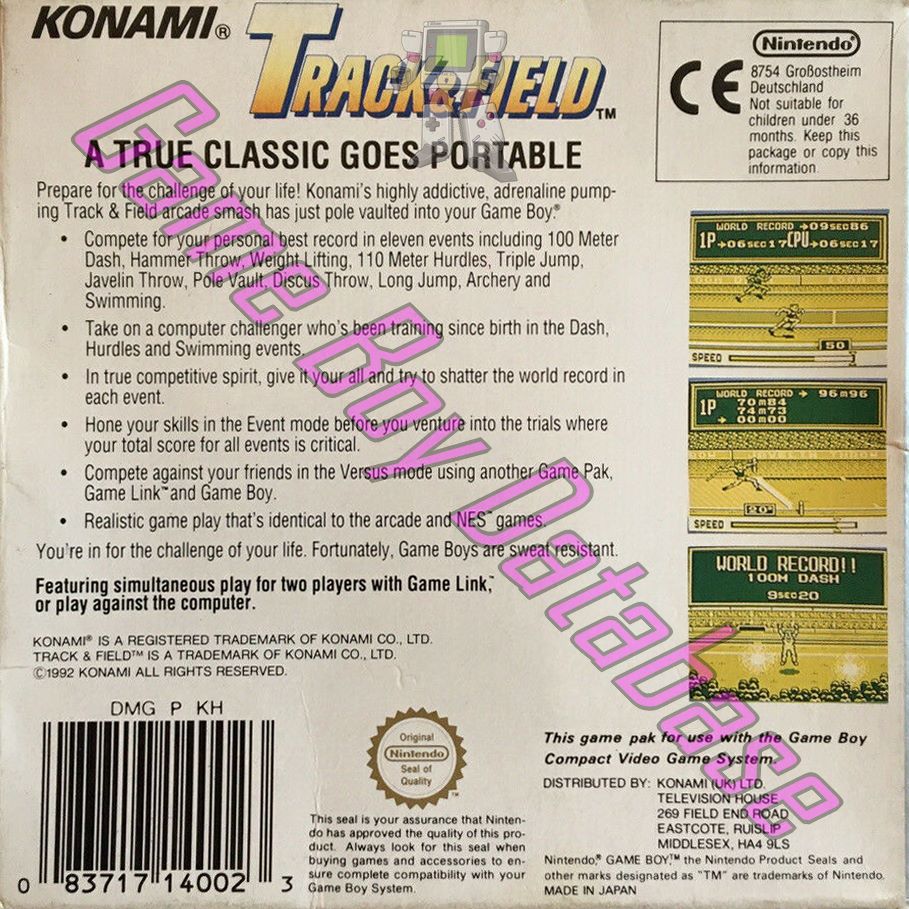 KONAMI®
TRACK & FIELD™
A TRUE CLASSIC GOES PORTABLE
Prepare for the challenge of your life! Konami's highly addictive, adrenaline pump-
ing Track & Field arcade smash has just pole vaulted into your Game Boy®.
• Compete for your personal best record in eleven events including 100 Meter
Dash, Hammer Throw, Weight Lifting, 110 Meter Hurdles, Triple Jump,
Javelin Throw, Pole Vault, Discus Throw, Long Jump, Archery and
Swimming.
• Take on a computer challenger who's been training since birth in the Dash,
Hurdles and Swimming events.
• In true competitive spirit, give it your all and try to shatter the world record in
each event.
• Hone your skills in the Event mode before you venture into the trials where
your total score for all events is critical.
• Compete against your friends in the Versus mode using another Game Pak,
Game Link™ and Game Boy.
• Realistic game play that's identical to the arcade and NES™ games.
You're in for the challenge of your life. Fortunately, Game Boys are sweat resistant.
Featuring simultaneous play for two players with Game Link,™
or play against the computer.
KONAMI® IS A REGISTERED TRADEMARK OF KONAMI CO., LTD.
TRACK & FIELD™ IS A TRADEMARK OF KONAMI CO., LTD.
©1992 KONAMI ALL RIGHTS RESERVED.
Nintendo®
CE
8754 Großostheim
Deutschland
Not suitable for
children under 36
months. Keep this
package or copy this
information
WORLD RECORD →09SEC86
1P →06SEC17 CPU →06SEC17
50
SPEED
WORLD RECORD → 96m96
1P 70m84
74m73
→ 00m00
20°
SPEED
WORLD RECORD!!
100M DASH
9SEC20
DMG P KH
0 83717 14002 3
Original
Nintendo
Seal of
Quality
™
This seal is your assurance that Ninten-
do has approved the quality of this pro-
duct. Always look for this seal when
buying games and accessories to en-
sure complete compatibility with your
Game Boy System.
This game pak for use with the Game Boy
Compact Video Game System.
DISTRIBUTED BY: KONAMI (UK) LTD.
TELEVISION HOUSE
269 FIELD END ROAD
EASTCOTE, RUISLIP
MIDDLESEX, HA4 9LS
Nintendo,® GAME BOY,™ the Nintendo Product Seals and
other marks designated as "TM" are trademarks of Nintendo.
MADE IN JAPAN
Game Boy Database